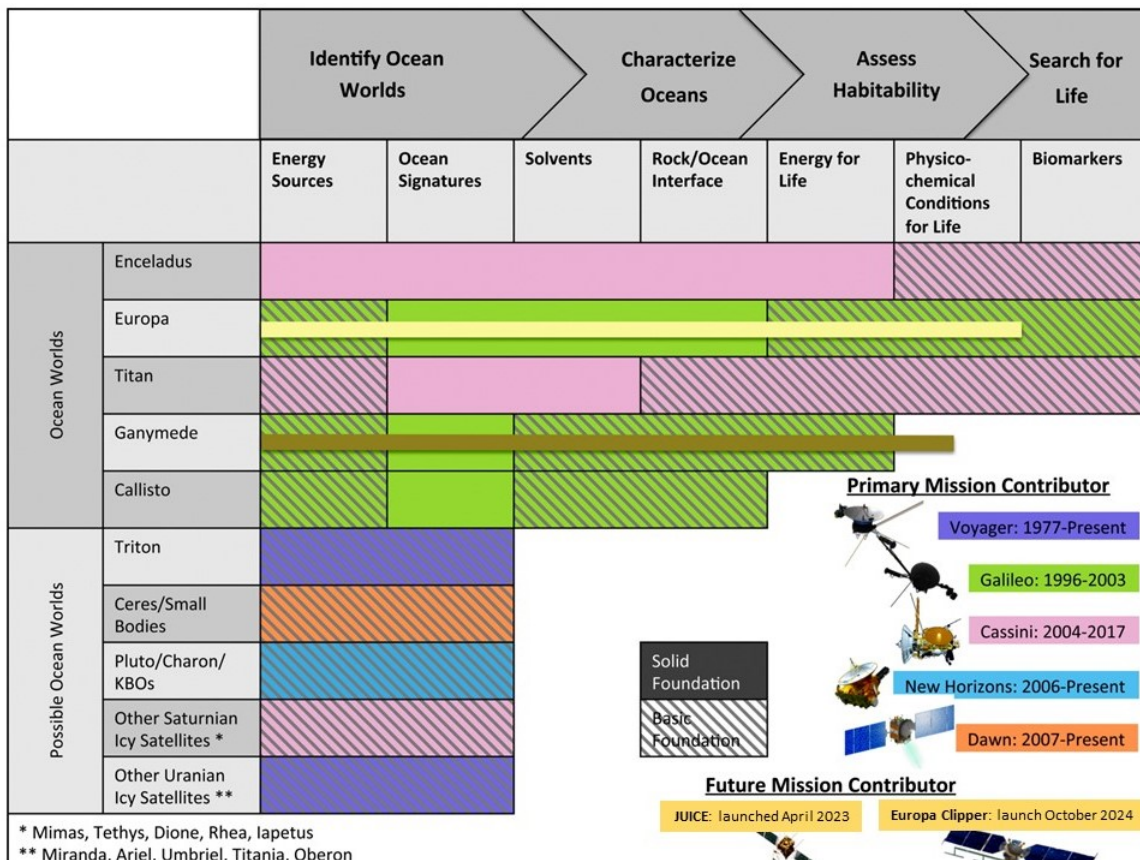 Identify Ocean
Worlds
Characterize
Oceans
Assess
Habitability
Search for
Life
Energy
Sources
Ocean
Signatures
Solvents
Rock/Ocean
Interface
Energy for
Life
Physico-
chemical
Conditions
for Life
Biomarkers
Ocean Worlds
Enceladus
Europa
Titan
Ganymede
Callisto
Possible Ocean Worlds
Triton
Ceres/Small
Bodies
Pluto/Charon/
KBOs
Other Saturnian
Icy Satellites *
Other Uranian
Icy Satellites **
Solid
Foundation
Basic
Foundation
Primary Mission Contributor
Voyager: 1977-Present
Galileo: 1996-2003
Cassini: 2004-2017
New Horizons: 2006-Present
Dawn: 2007-Present
Future Mission Contributor
JUICE: launched April 2023
Europa Clipper: launch October 2024
* Mimas, Tethys, Dione, Rhea, Iapetus
** Miranda, Ariel, Umbriel, Titania, Oberon